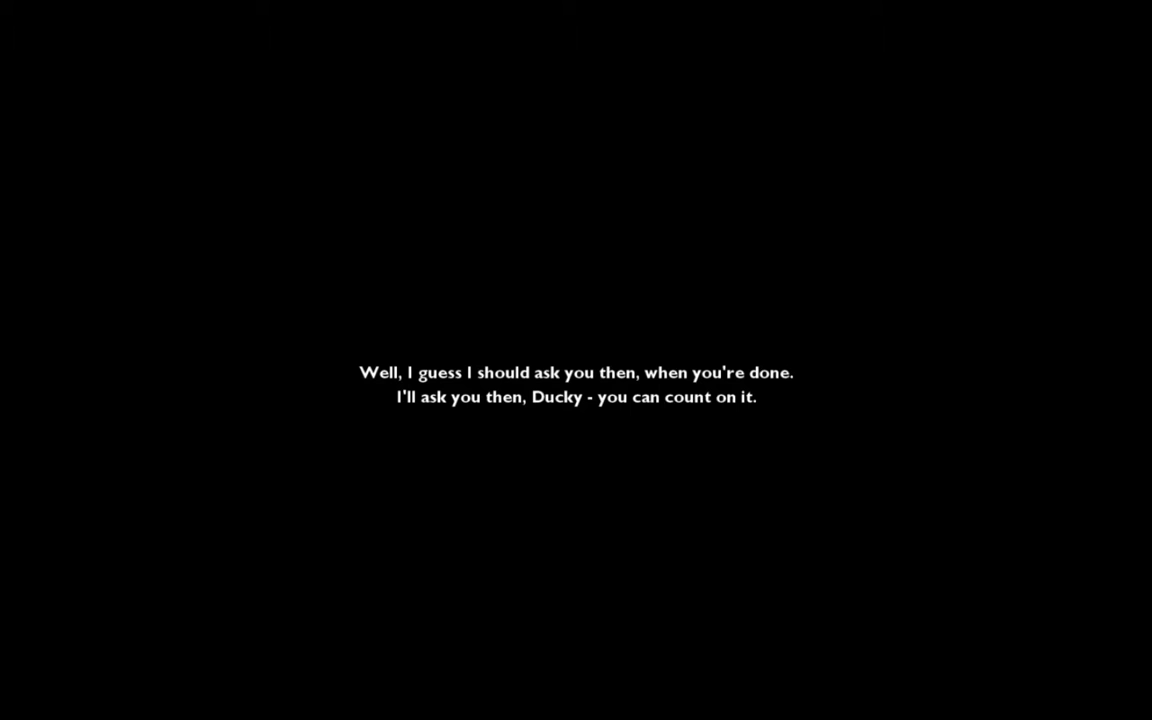 Well, I guess I should ask you then, when you're done.
I'll ask you then, Ducky - you can count on it.